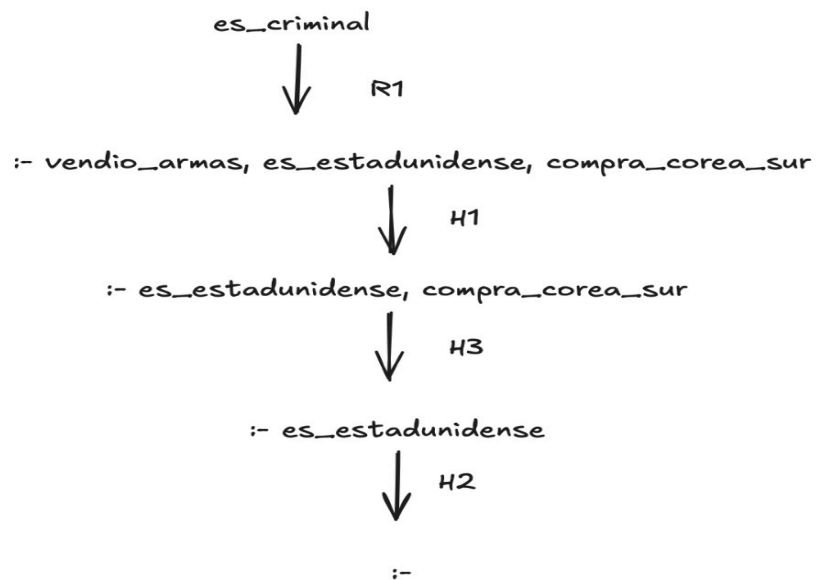 es_criminal
R1
:- vendio_armas, es_estadunidense, compra_corea_sur
H1
:- es_estadunidense, compra_corea_sur
H3
:- es_estadunidense
H2
:-